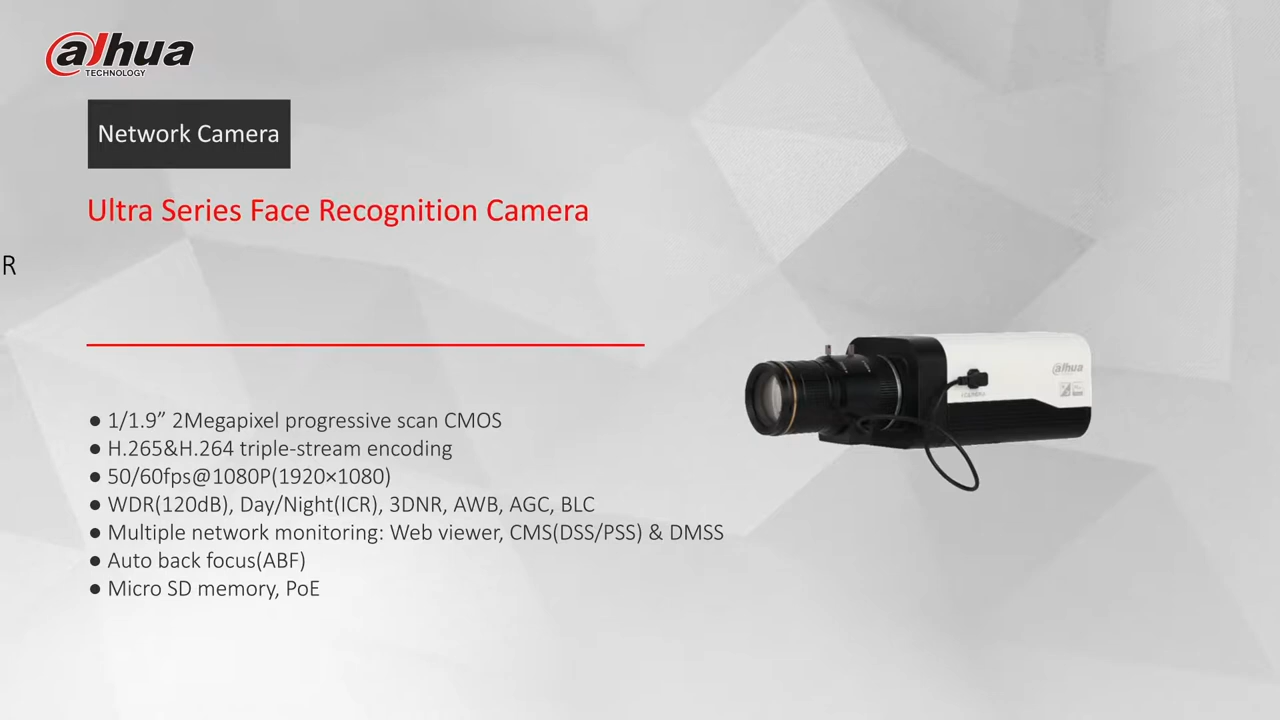 alhua
TECHNOLOGY
Network Camera
Ultra Series Face Recognition Camera
R
● 1/1.9” 2Megapixel progressive scan CMOS
● H.265&H.264 triple-stream encoding
● 50/60fps@1080P(1920×1080)
● WDR(120dB), Day/Night(ICR), 3DNR, AWB, AGC, BLC
● Multiple network monitoring: Web viewer, CMS(DSS/PSS) & DMSS
● Auto back focus(ABF)
● Micro SD memory, PoE
alhua